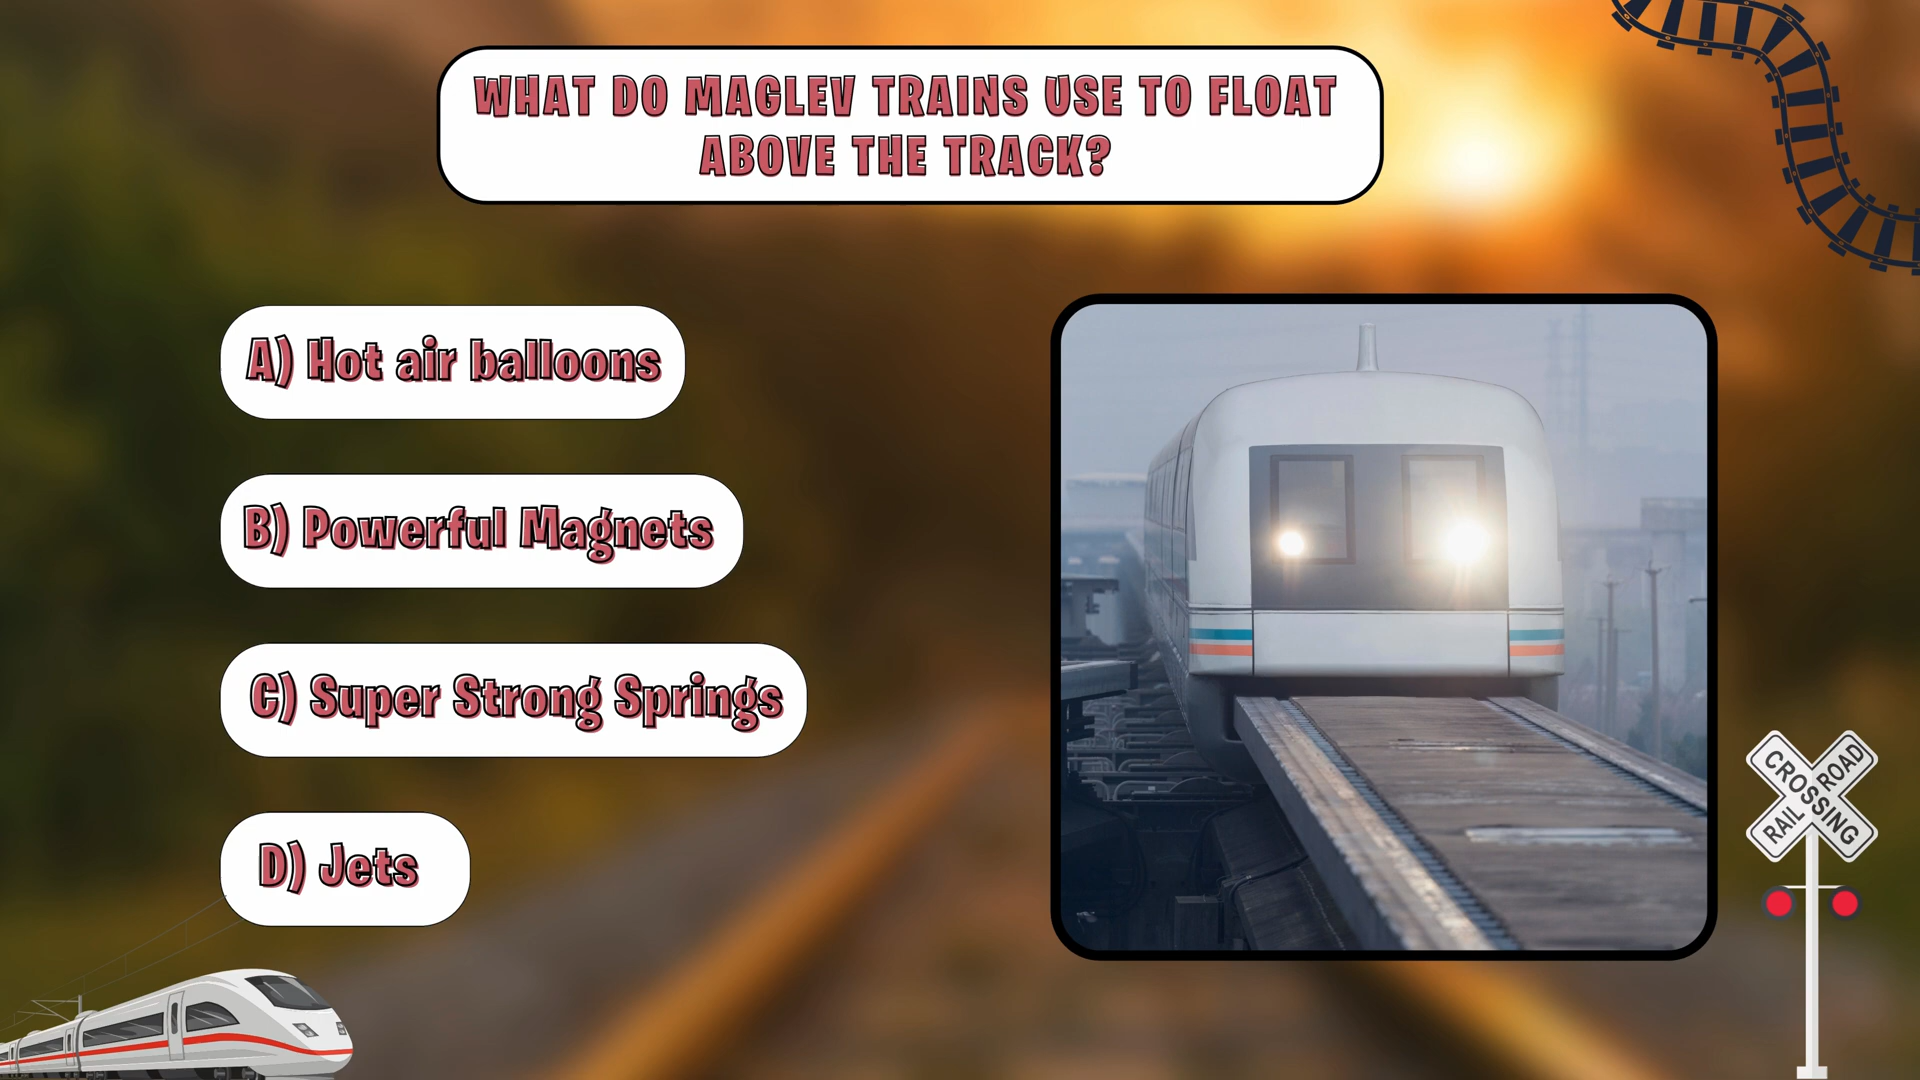 WHAT DO MAGLEV TRAINS USE TO FLOAT
ABOVE THE TRACK?
A) Hot air balloons
B) Powerful Magnets
C) Super Strong Springs
D) Jets
RAIL ROAD
CROSSING